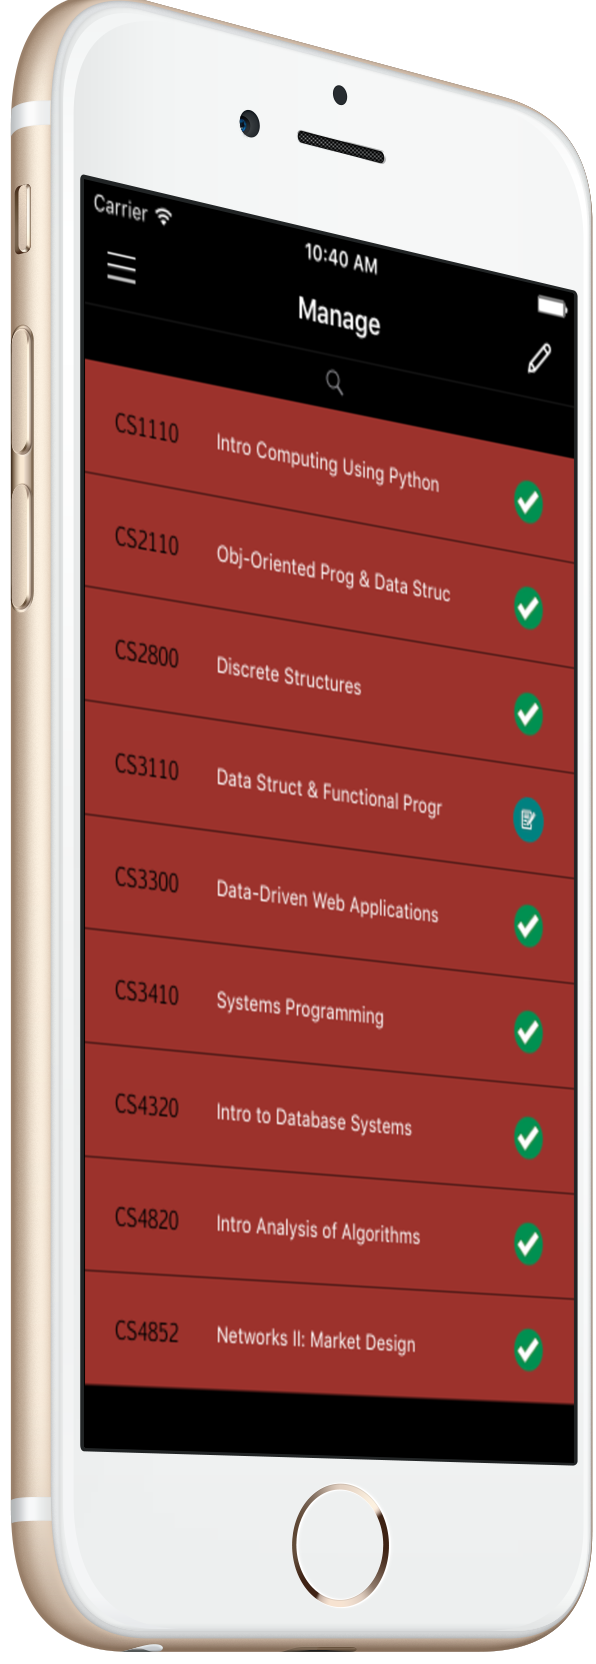 Carrier
10:40 AM
Manage
CS1110 Intro Computing Using Python
CS2110 Obj-Oriented Prog & Data Struc
CS2800 Discrete Structures
CS3110 Data Struct & Functional Progr
CS3300 Data-Driven Web Applications
CS3410 Systems Programming
CS4320 Intro to Database Systems
CS4820 Intro Analysis of Algorithms
CS4852 Networks II: Market Design